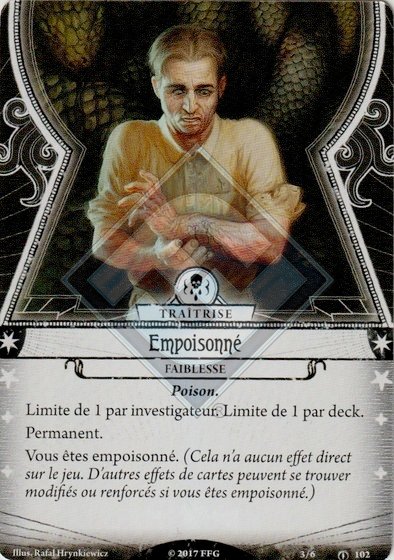 TRAÎTRISE
Empoisonné
FAIBLESSE
Poison.
Limite de 1 par investigateur. Limite de 1 par deck.
Permanent.
Vous êtes empoisonné. (Cela n'a aucun effet direct
sur le jeu. D'autres effets de cartes peuvent se trouver
modifiés ou renforcés si vous êtes empoisonné.)
Illus. Rafał Hrynkiewicz © 2017 FFG 3/6 102